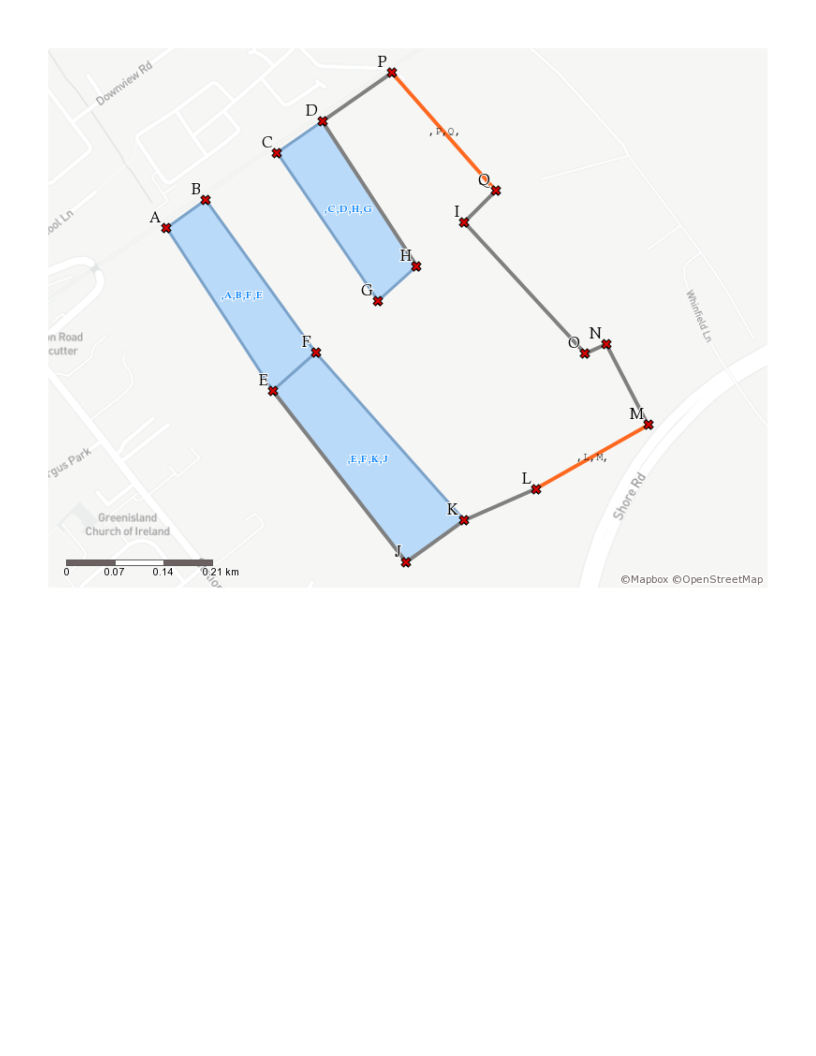 P
Downview Rd
D
, P,Q,
C
Q
B
A
ool Ln
,C,D,H,G
I
H
G
,A,B,F,E
Whinfield Ln
on Road
cutter
N
F
O
E
M
,E,F,K,J
, L, M,
rgus Park
L
Shore Rd
K
Greenisland
Church of Ireland
J
0 0.07 0.14 0.21 km
©Mapbox ©OpenStreetMap